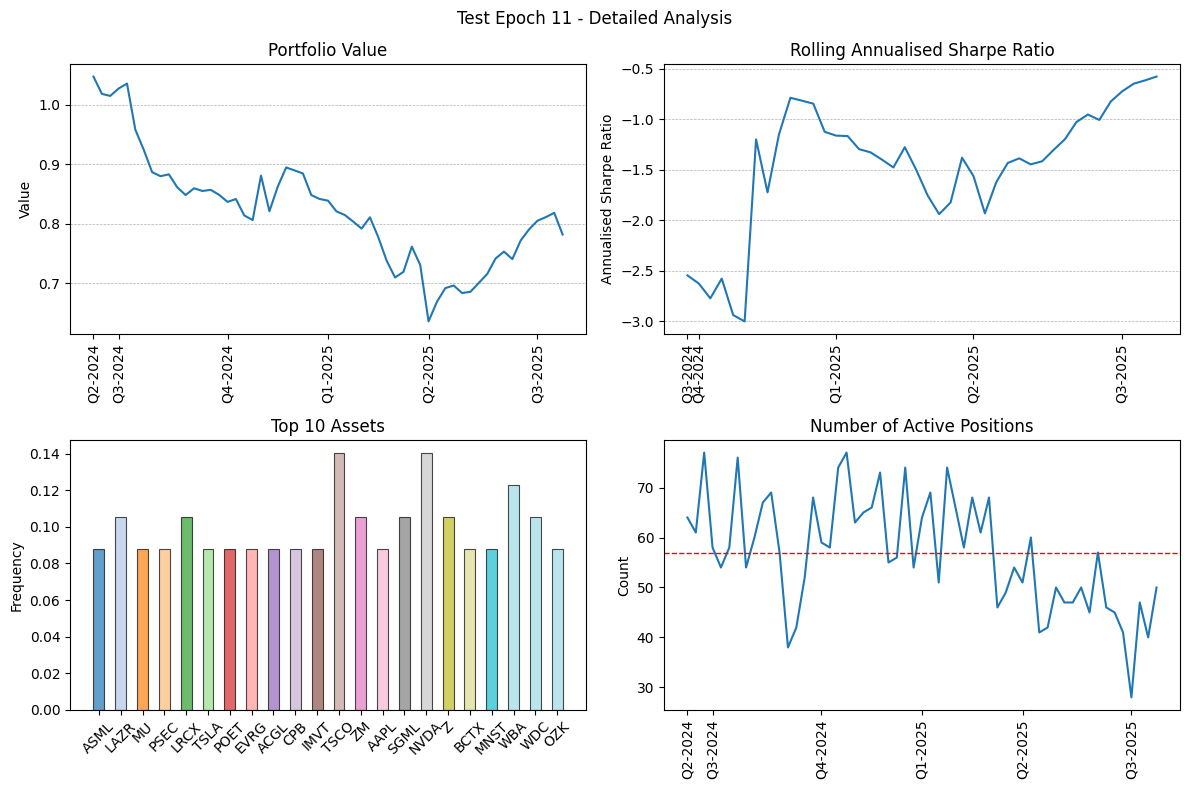 Test Epoch 11 - Detailed Analysis
Portfolio Value
Value
1.0
0.9
0.8
0.7
Q2-2024
Q3-2024
Q4-2024
Q1-2025
Q2-2025
Q3-2025
Rolling Annualised Sharpe Ratio
Annualised Sharpe Ratio
−0.5
−1.0
−1.5
−2.0
−2.5
−3.0
Q3-2024
Q4-2024
Q1-2025
Q2-2025
Q3-2025
Top 10 Assets
Frequency
0.14
0.12
0.10
0.08
0.06
0.04
0.02
0.00
ASML
LAZR
MU
PSEC
LRCX
TSLA
POET
EVRG
ACGL
CPB
IMVT
TSCO
ZM
AAPL
SGML
NVDA
Z
BCTX
MNST
WBA
WDC
OZK
Number of Active Positions
Count
70
60
50
40
30
Q2-2024
Q3-2024
Q4-2024
Q1-2025
Q2-2025
Q3-2025